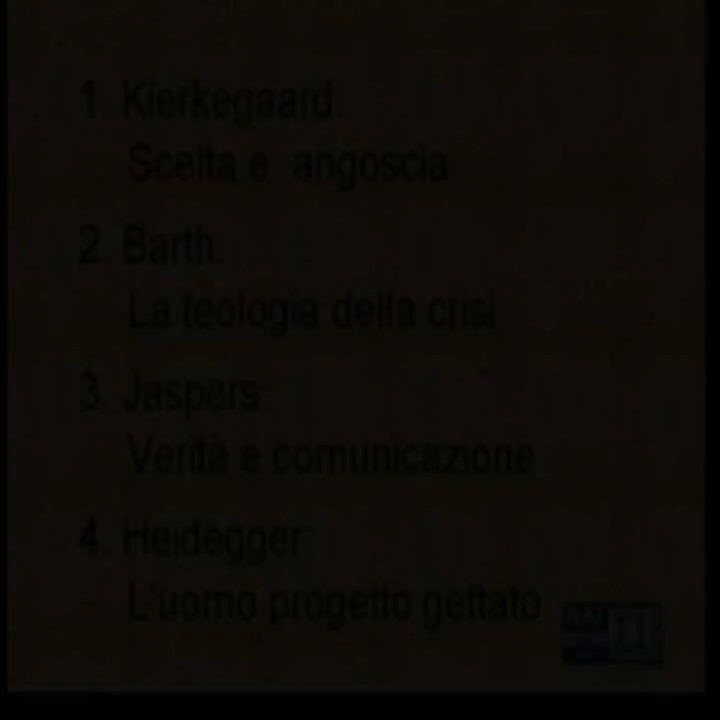 1. Kierkegaard:
Scelta e angoscia
2. Barth:
La teologia della crisi
3. Jaspers:
Verità e comunicazione
4. Heidegger:
L'uomo progetto gettato
RAI